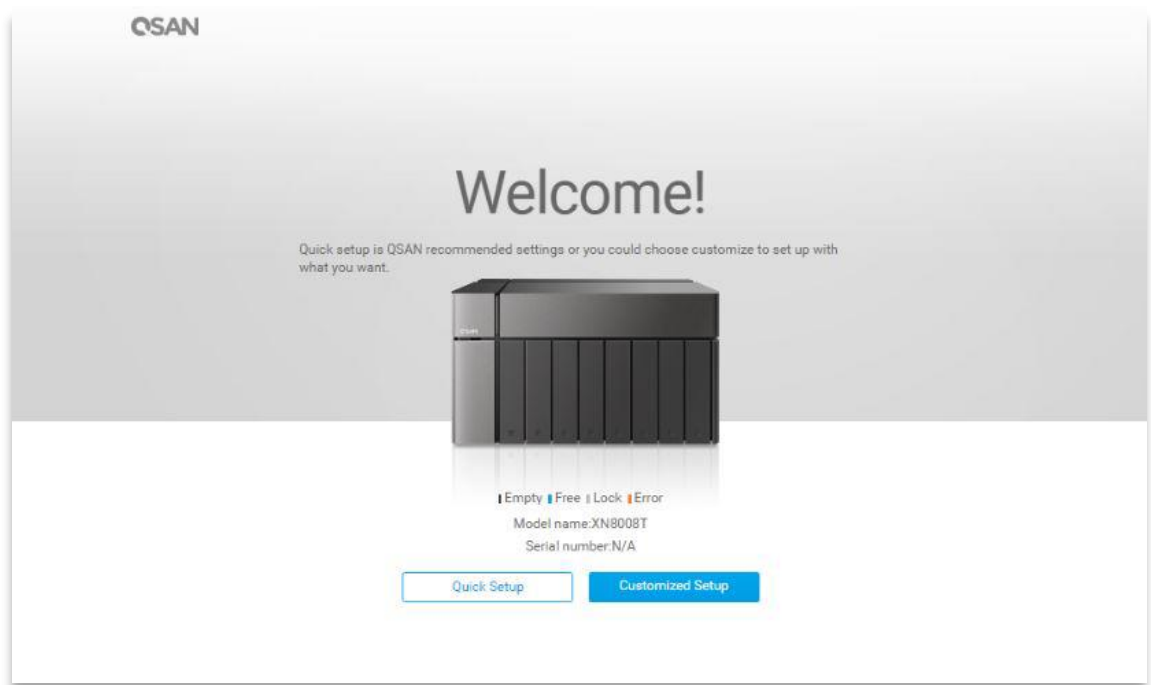 QSAN
Welcome!
Quick setup is QSAN recommended settings or you could choose customize to set up with
what you want.
QSAN
Empty Free Lock Error
Model name:XN8008T
Serial number:N/A
Quick Setup Customized Setup